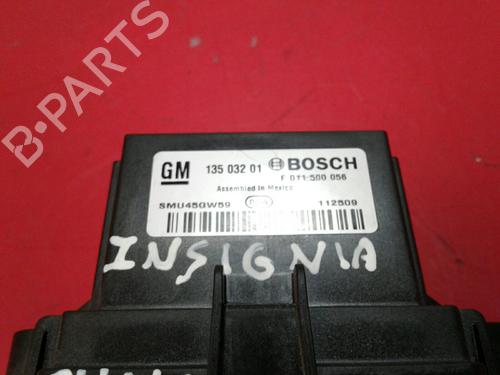 B-PARTS
GM 135 032 01 BOSCH
F 011 500 056
Assembled in Mexico
SMU45GW59 112509
INSIGNIA